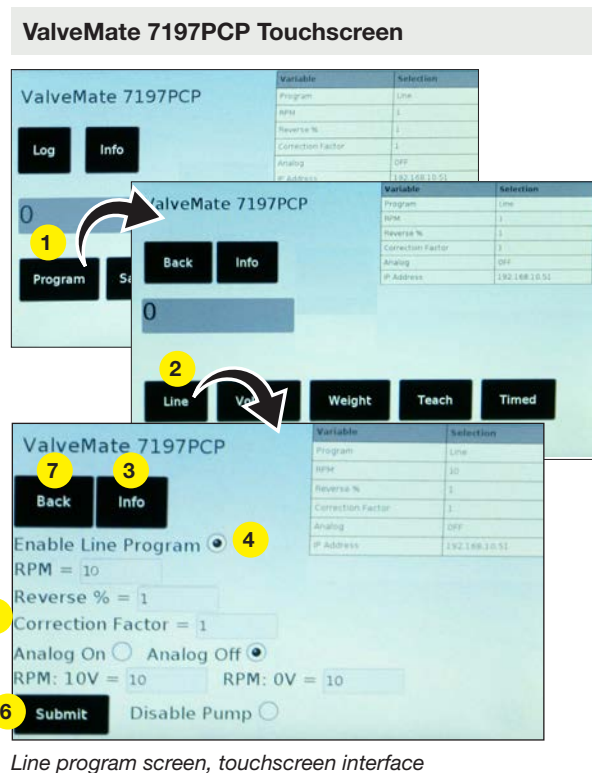 ValveMate 7197PCP Touchscreen
ValveMate 7197PCP
Variable Selection
Program Line
RPM 1
Reverse % 1
Correction Factor 1
Analog OFF
IP Address 192.168.10.51
Log Info
0
1
Program
ValveMate 7197PCP
Variable Selection
Program Line
RPM 1
Reverse % 1
Correction Factor 1
Analog OFF
IP Address 192.168.10.51
Back Info
0
2
Line Weight Teach Timed
ValveMate 7197PCP
Variable Selection
Program Line
RPM 10
Reverse % 1
Correction Factor 1
Analog OFF
IP Address 192.168.10.51
7 3
Back Info
Enable Line Program 4
RPM = 10
Reverse % = 1
Correction Factor = 1
Analog On Analog Off
RPM: 10V = 10 RPM: 0V = 10
6 Submit Disable Pump
Line program screen, touchscreen interface